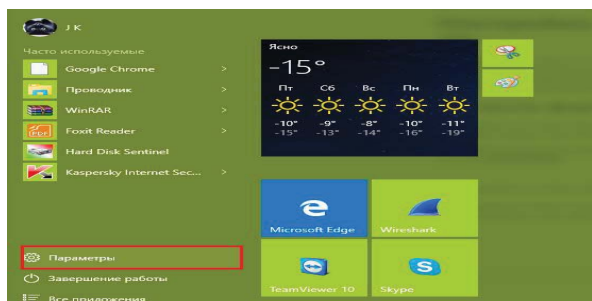 J K
Часто используемые
Google Chrome
Проводник
WinRAR
Foxit Reader
Hard Disk Sentinel
Kaspersky Internet Sec...
Параметры
Завершение работы
Все приложения
Ясно
-15°
Пт Сб Вс Пн Вт
-10° -9° -8° -10° -11°
-15° -13° -14° -16° -19°
Microsoft Edge
Wireshark
TeamViewer 10
Skype